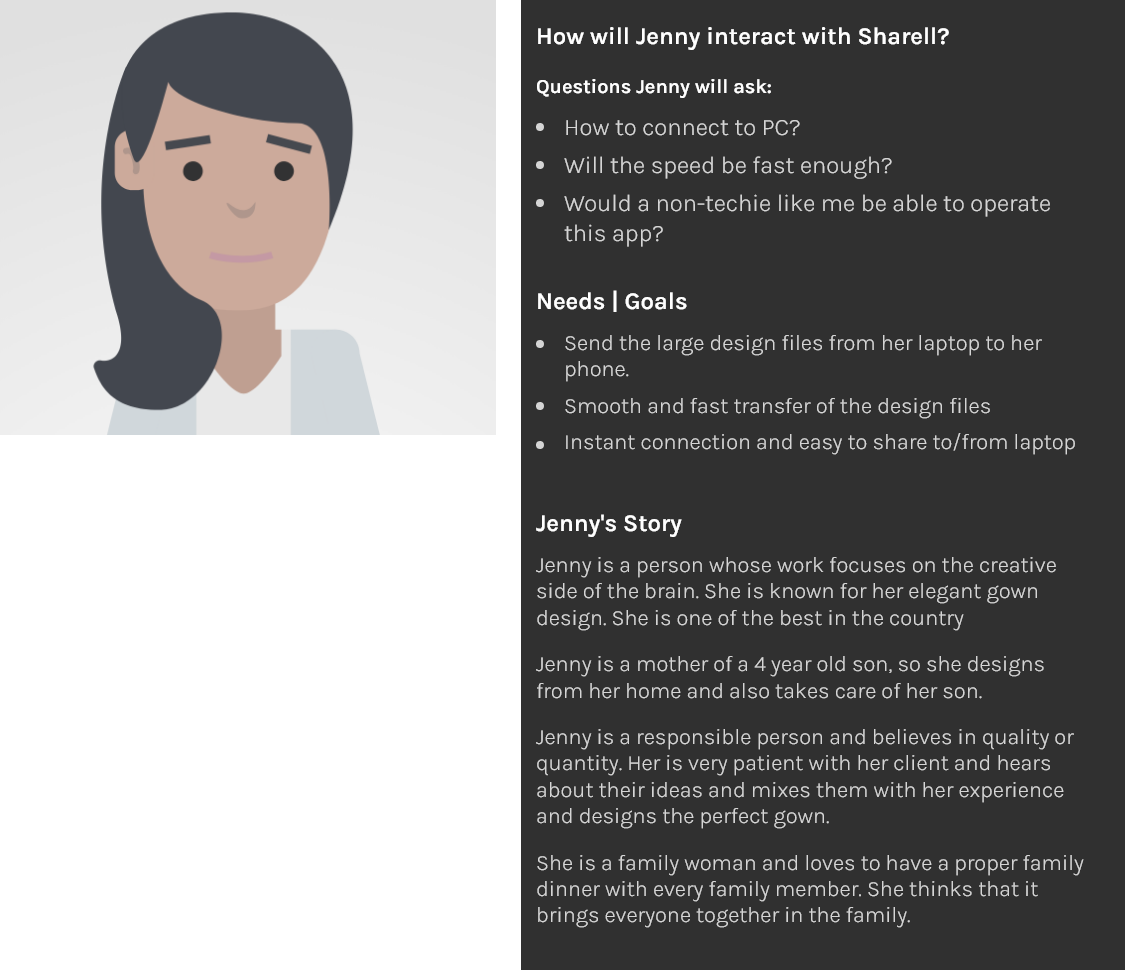 How will Jenny interact with Sharell?
Questions Jenny will ask:
How to connect to PC?
Will the speed be fast enough?
Would a non-techie like me be able to operate
this app?
Needs | Goals
Send the large design files from her laptop to her
phone.
Smooth and fast transfer of the design files
Instant connection and easy to share to/from laptop
Jenny's Story
Jenny is a person whose work focuses on the creative
side of the brain. She is known for her elegant gown
design. She is one of the best in the country
Jenny is a mother of a 4 year old son, so she designs
from her home and also takes care of her son.
Jenny is a responsible person and believes in quality or
quantity. Her is very patient with her client and hears
about their ideas and mixes them with her experience
and designs the perfect gown.
She is a family woman and loves to have a proper family
dinner with every family member. She thinks that it
brings everyone together in the family.